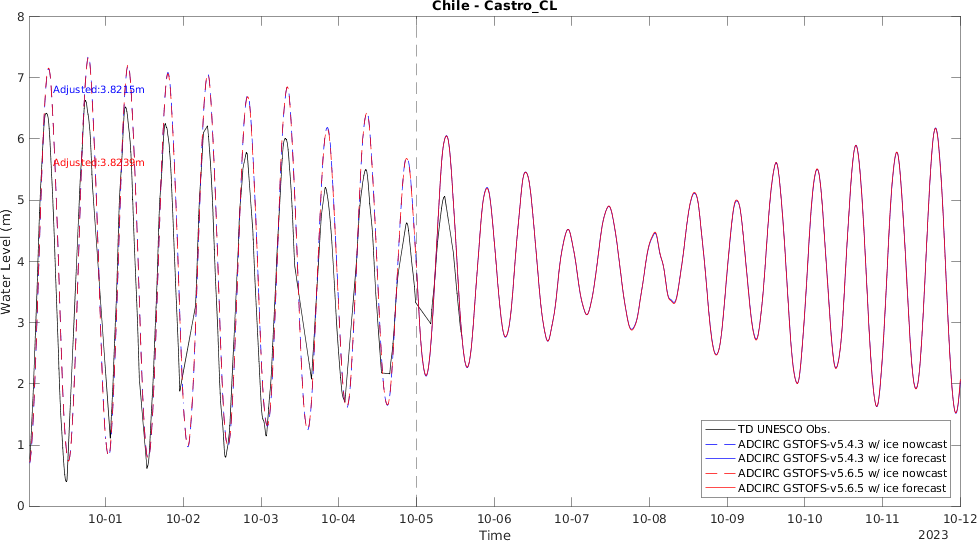 Chile - Castro_CL
8
7
6
5
4
3
2
1
0
Water Level (m)
Adjusted:3.8215m
Adjusted:3.8239m
TD UNESCO Obs.
ADCIRC GSTOFS-v5.4.3 w/ ice nowcast
ADCIRC GSTOFS-v5.4.3 w/ ice forecast
ADCIRC GSTOFS-v5.6.5 w/ ice nowcast
ADCIRC GSTOFS-v5.6.5 w/ ice forecast
10-01 10-02 10-03 10-04 10-05 10-06 10-07 10-08 10-09 10-10 10-11 10-12
Time
2023